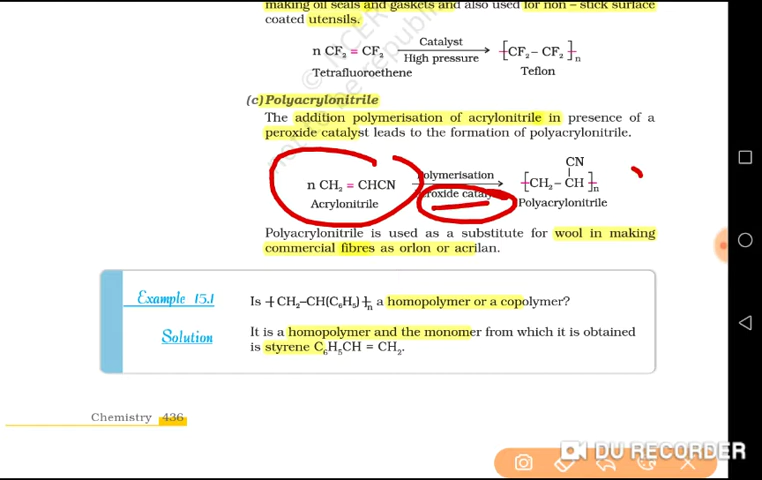 making oil seals and gaskets and also used for non – stick surface
coated utensils.
n CF2 = CF2 Catalyst High pressure [CF2 – CF2]n
Tetrafluoroethene Teflon
(c) Polyacrylonitrile
The addition polymerisation of acrylonitrile in presence of a
peroxide catalyst leads to the formation of polyacrylonitrile.
CN
n CH2 = CHCN Polymerisation [CH2 – CH]n
Acrylonitrile Peroxide catalyst Polyacrylonitrile
Polyacrylonitrile is used as a substitute for wool in making
commercial fibres as orlon or acrilan.
Example 15.1 Is [CH2–CH(C6H5)]n a homopolymer or a copolymer?
Solution It is a homopolymer and the monomer from which it is obtained
is styrene C6H5CH = CH2.
Chemistry 436
DU RECORDER